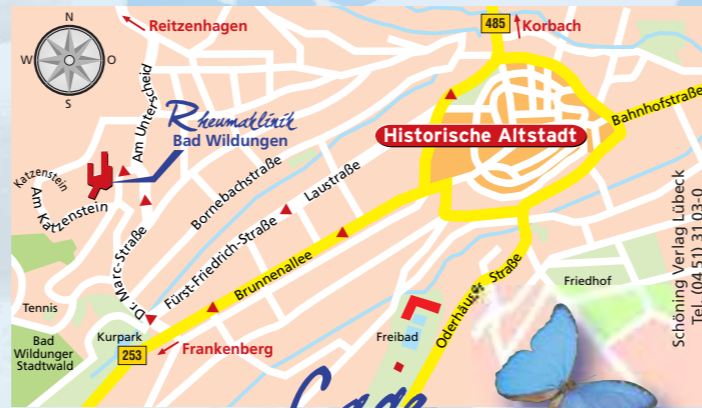 N
W
O
S
Reitzenhagen
485
Korbach
Am Unterscheid
Rheumaklinik
Bad Wildungen
Historische Altstadt
Bahnhofstraße
Katzenstein
Am Katzenstein
Bornebachstraße
Laustraße
Fürst-Friedrich-Straße
Dr. Marc-Straße
Brunnenallee
Oderhäuser Straße
Friedhof
Tennis
Kurpark
Bad
Wildunger
Stadtwald
253
Frankenberg
Freibad
Schöning Verlag Lübeck
Tel. (04 51) 31 03-0